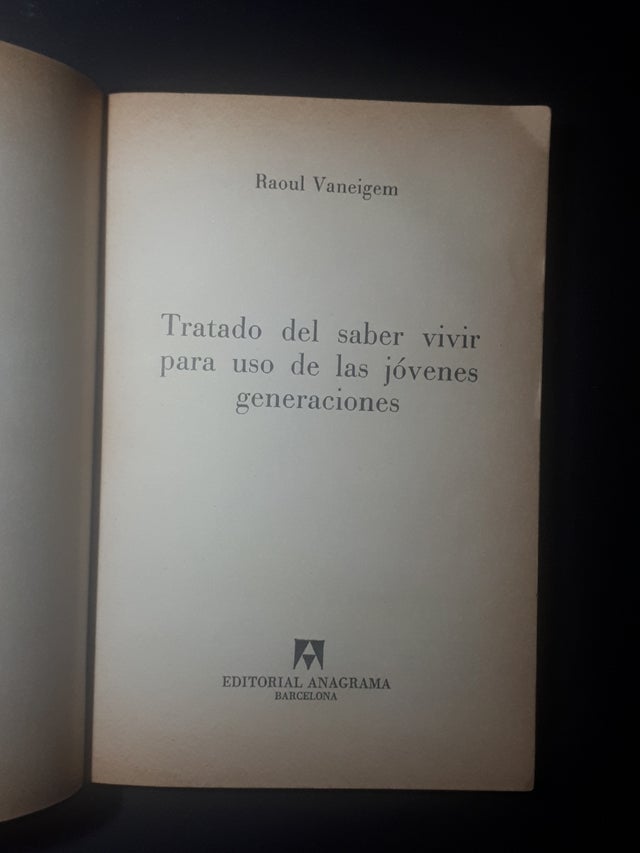 Raoul Vaneigem
Tratado del saber vivir
para uso de las jóvenes
generaciones
EDITORIAL ANAGRAMA
BARCELONA